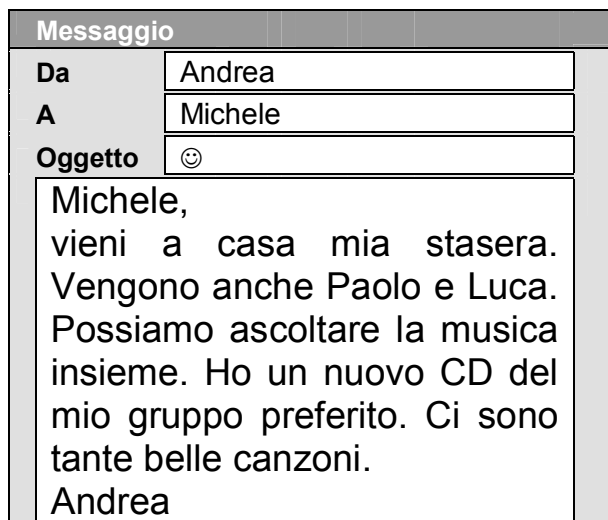 Messaggio
Da Andrea
A Michele
Oggetto ☺
Michele,
vieni a casa mia stasera.
Vengono anche Paolo e Luca.
Possiamo ascoltare la musica
insieme. Ho un nuovo CD del
mio gruppo preferito. Ci sono
tante belle canzoni.
Andrea